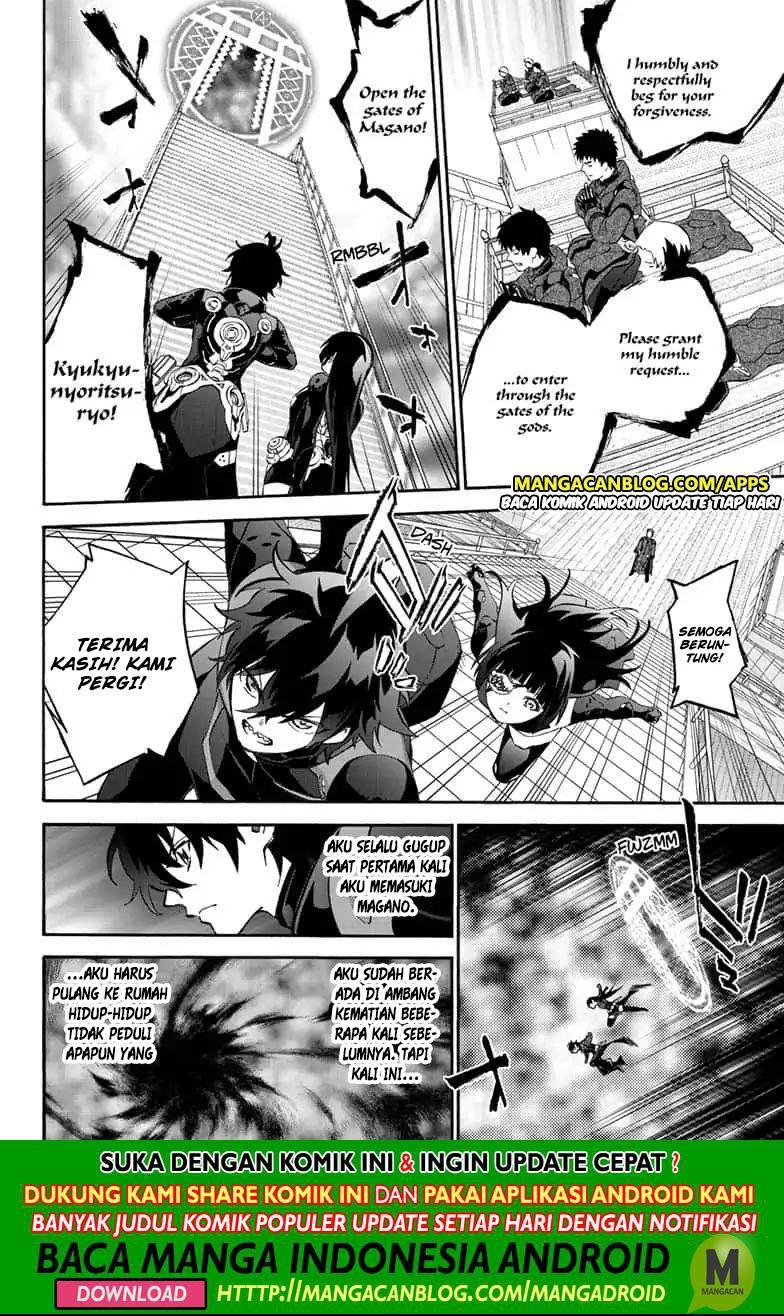 I humbly and
respectfully
beg for your
forgiveness.
Please grant
my humble
request...
...to enter
through the
gates of the
gods.
Open the
gates of
Magano!
RMBBL
Kyukyu-
nyoritsu-
ryo!
MANGACANBLOG.COM/APPS
BACA KOMIK ANDROID UPDATE TIAP HARI
SEMOGA
BERUN-
TUNG!
DASH
TERIMA
KASIH! KAMI
PERGI!
FWZMM
AKU SELALU GUGUP
SAAT PERTAMA KALI
AKU MEMASUKI
MAGANO.
AKU SUDAH BER-
ADA DI AMBANG
KEMATIAN BEBE-
RAPA KALI SEBE-
LUMNYA. TAPI
KALI INI...
...AKU HARUS
PULANG KE RUMAH
HIDUP-HIDUP
TIDAK PEDULI
APAPUN YANG
SUKA DENGAN KOMIK INI & INGIN UPDATE CEPAT ?
DUKUNG KAMI SHARE KOMIK INI DAN PAKAI APLIKASI ANDROID KAMI
BANYAK JUDUL KOMIK POPULER UPDATE SETIAP HARI DENGAN NOTIFIKASI
BACA MANGA INDONESIA ANDROID
DOWNLOAD
HTTTP://MANGACANBLOG.COM/MANGADROID
M
MANGACAN